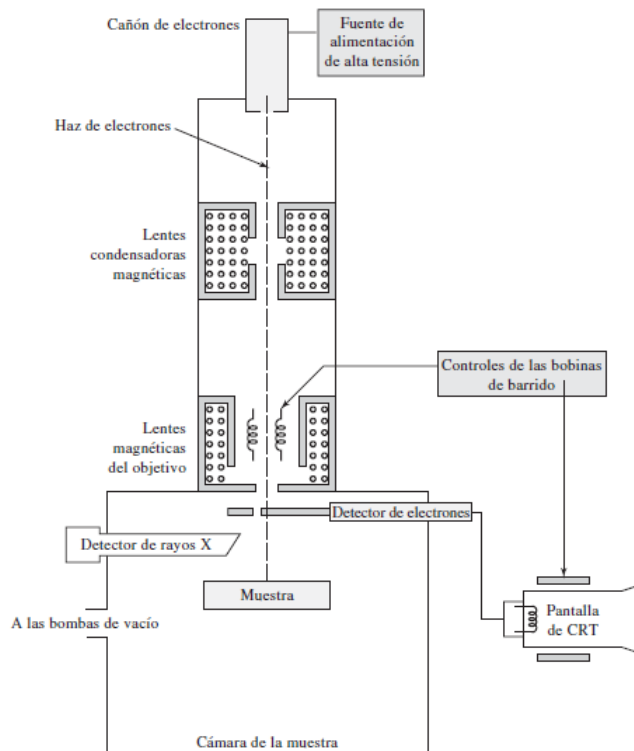 Cañón de electrones
Fuente de
alimentación
de alta tensión
Haz de electrones
Lentes
condensadoras
magnéticas
Controles de las bobinas
de barrido
Lentes
magnéticas
del objetivo
Detector de electrones
Detector de rayos X
Muestra
A las bombas de vacío
Pantalla
de CRT
Cámara de la muestra